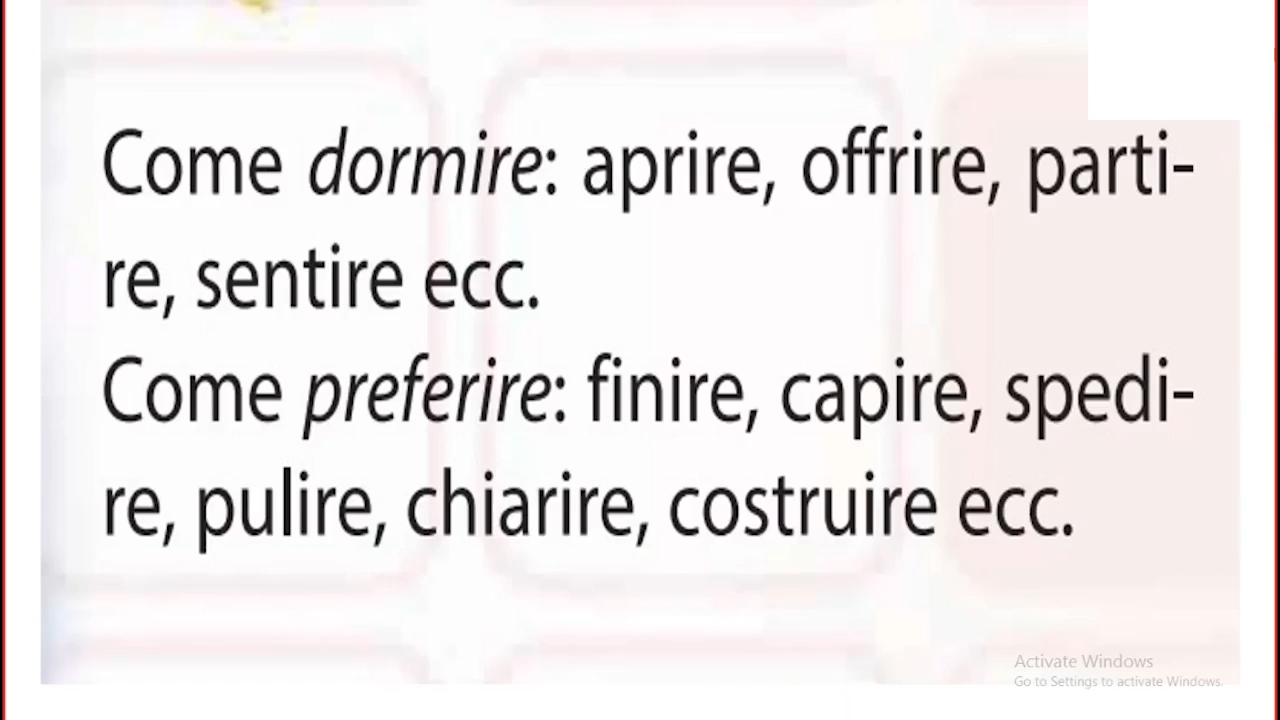 Come dormire: aprire, offrire, parti-
re, sentire ecc.
Come preferire: finire, capire, spedi-
re, pulire, chiarire, costruire ecc.
Activate Windows
Go to Settings to activate Windows.